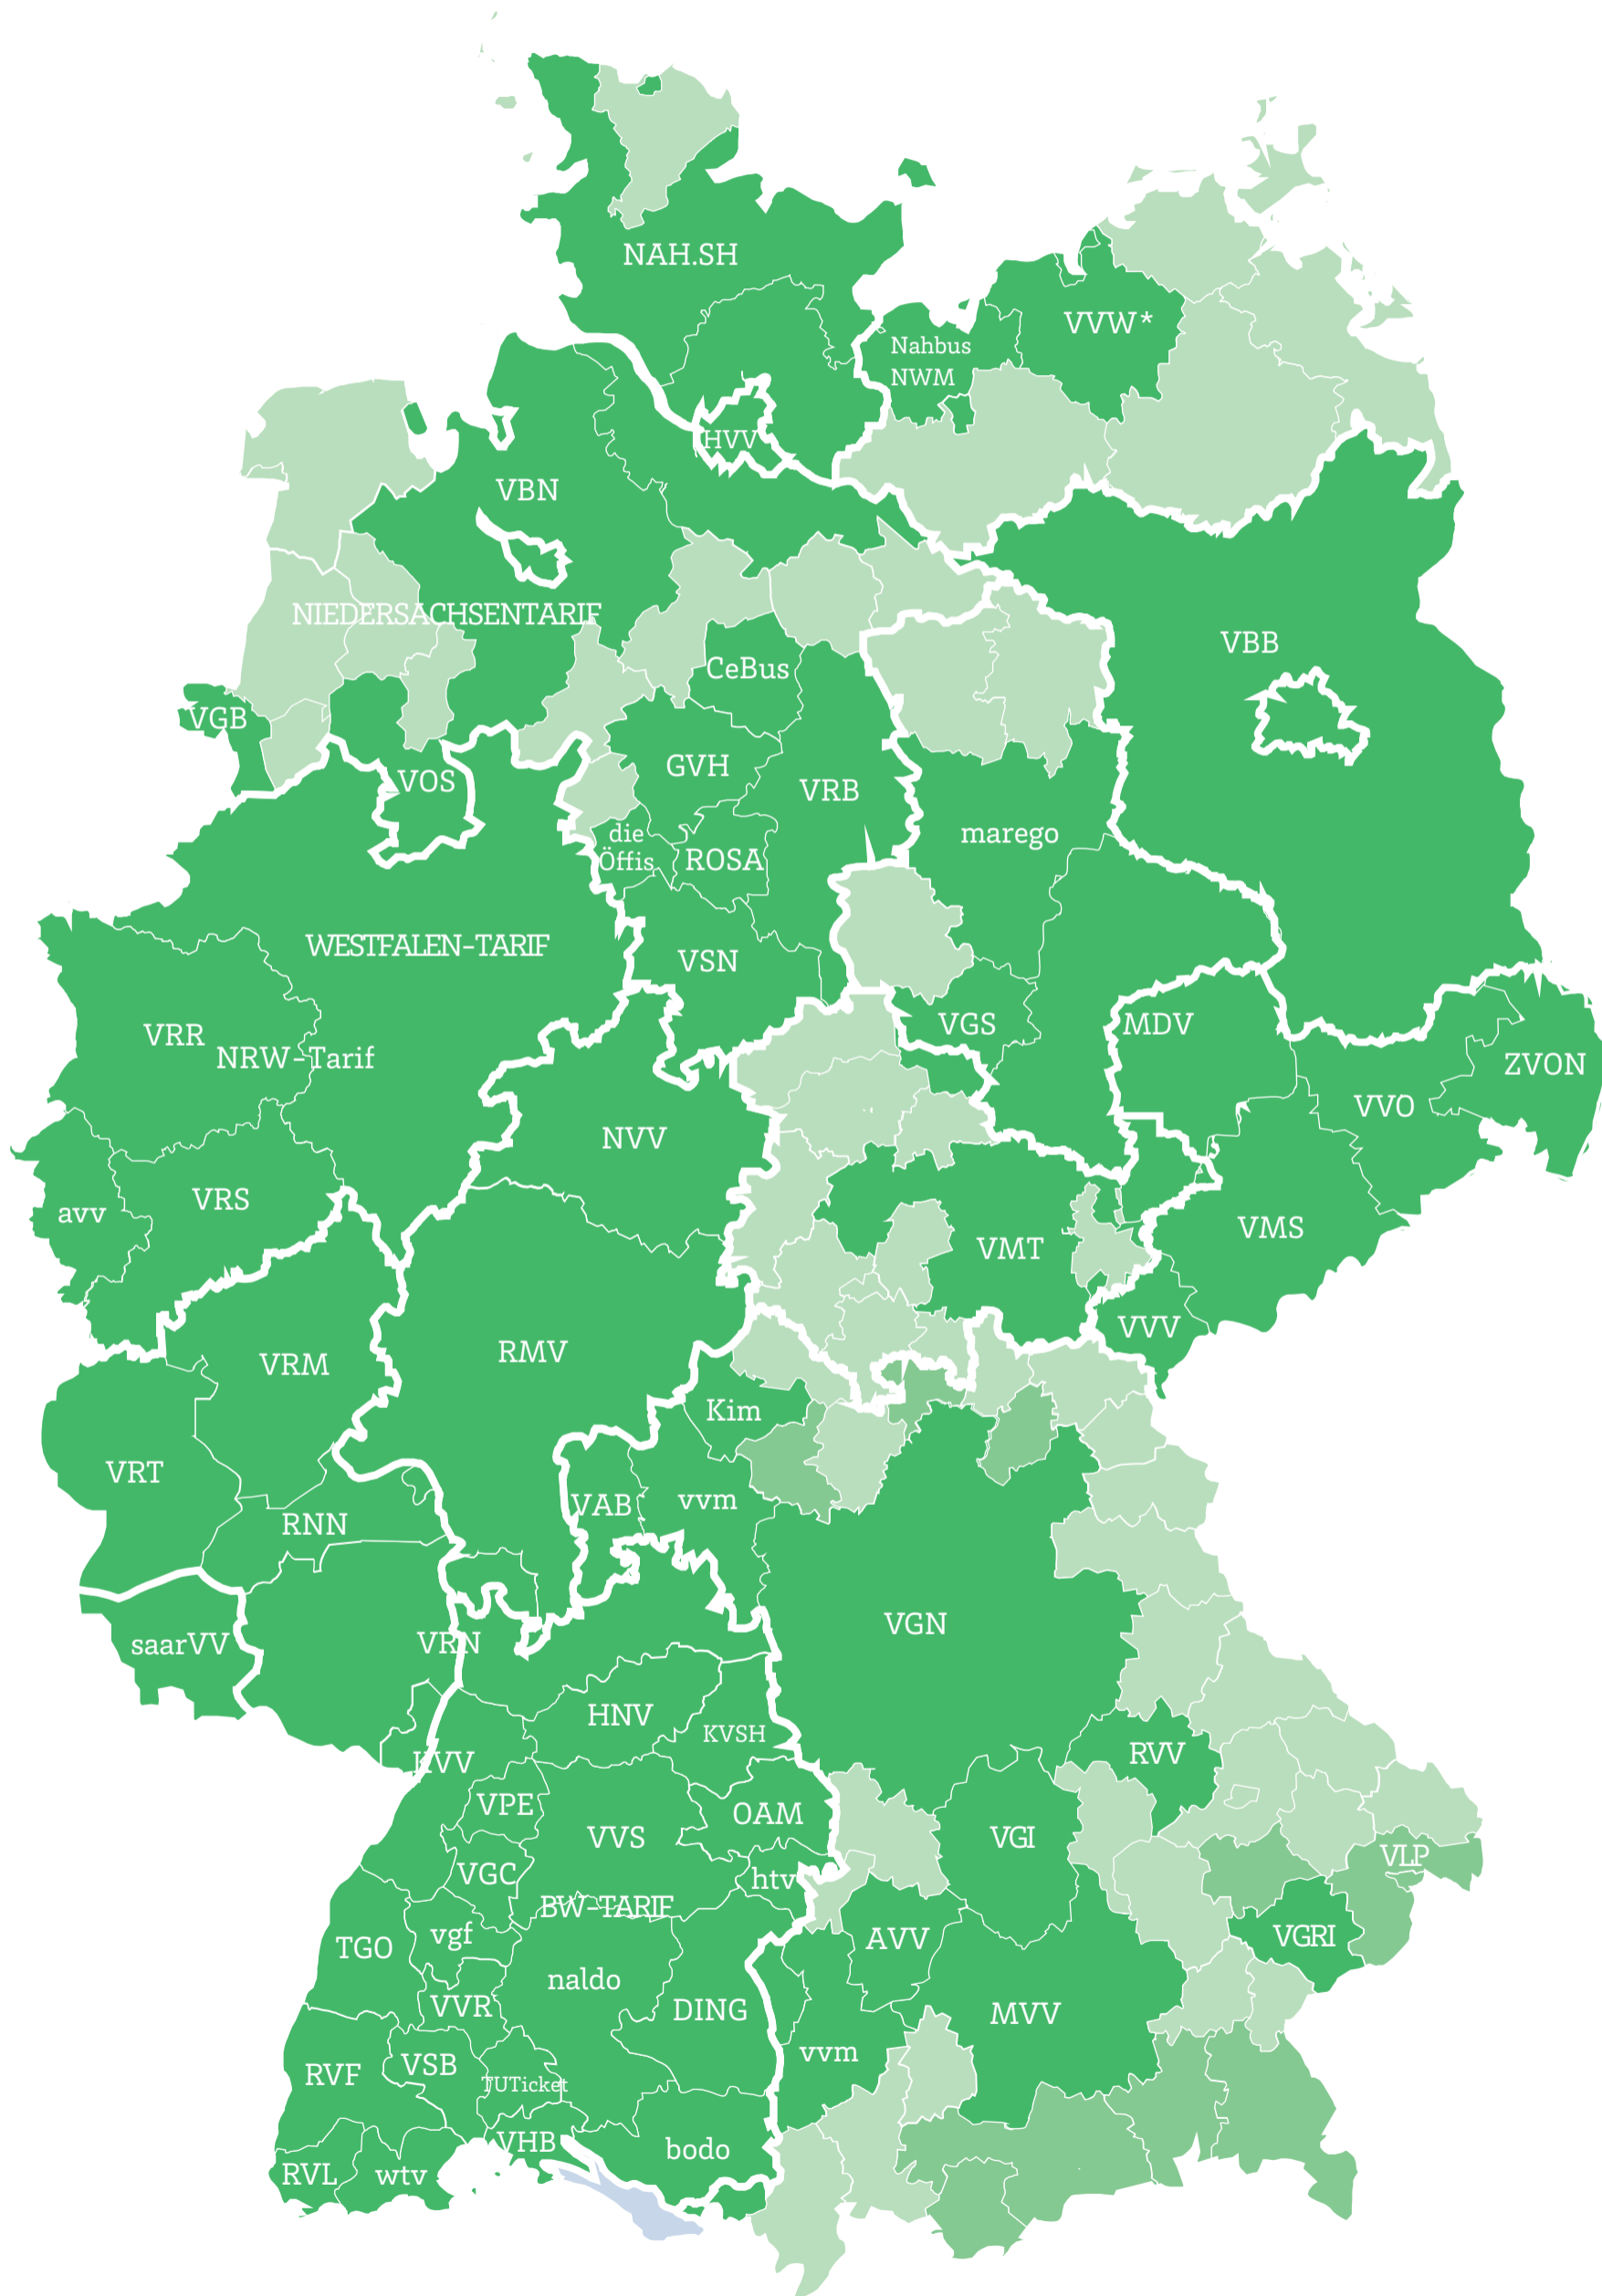 NAH.SH
VVW*
Nahbus
NWM
HVV
VBN
NIEDERSACHSENTARIF
VBB
CeBus
VGB
GVH
VOS
VRB
die
Öffis
ROSA
marego
WESTFALEN-TARIF
VSN
VGS
MDV
VRR
NRW-Tarif
ZVON
VVO
NVV
VRS
avv
VMS
VMT
VVV
RMV
VRM
Kim
VRT
VAB
vvm
RNN
VGN
saarVV
VRN
HNV
KVSH
RVV
KVV
VPE
OAM
VVS
VGI
VLP
VGC
htv
BW-TARIF
vgf
AVV
VGRI
TGO
naldo
VVR
DING
MVV
vvm
VSB
RVF
TUTicket
VHB
bodo
RVL
wtv